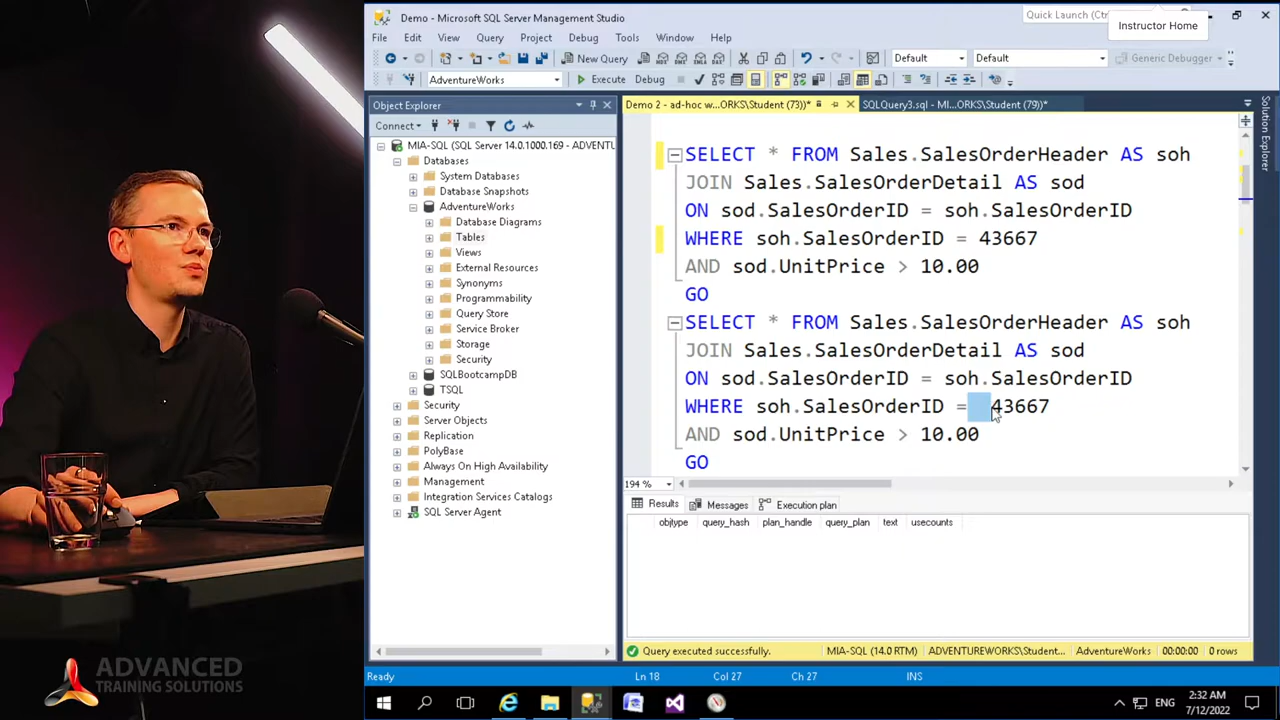 Demo - Microsoft SQL Server Management Studio
Quick Launch (Ctr
Instructor Home
File Edit View Query Project Debug Tools Window Help
New Query
Default
Default
Generic Debugger
AdventureWorks
Execute Debug
Object Explorer
Demo 2 - ad-hoc w...ORKS\Student (73))*
SQLQuery3.sql - MI...ORKS\Student (79))*
Solution Explorer
Connect
MIA-SQL (SQL Server 14.0.1000.169 - ADVENTU
Databases
System Databases
Database Snapshots
AdventureWorks
Database Diagrams
Tables
Views
External Resources
Synonyms
Programmability
Query Store
Service Broker
Storage
Security
SQLBootcampDB
TSQL
Security
Server Objects
Replication
PolyBase
Always On High Availability
Management
Integration Services Catalogs
SQL Server Agent
SELECT * FROM Sales.SalesOrderHeader AS soh
JOIN Sales.SalesOrderDetail AS sod
ON sod.SalesOrderID = soh.SalesOrderID
WHERE soh.SalesOrderID = 43667
AND sod.UnitPrice > 10.00
GO
SELECT * FROM Sales.SalesOrderHeader AS soh
JOIN Sales.SalesOrderDetail AS sod
ON sod.SalesOrderID = soh.SalesOrderID
WHERE soh.SalesOrderID =   43667
AND sod.UnitPrice > 10.00
GO
194 %
Results Messages Execution plan
objtype query_hash plan_handle query_plan text usecounts
Query executed successfully.
MIA-SQL (14.0 RTM) ADVENTUREWORKS\Student... AdventureWorks 00:00:00 0 rows
Ready Ln 18 Col 27 Ch 27 INS
ENG 2:32 AM
7/12/2022
ADVANCED
TRAINING SOLUTIONS